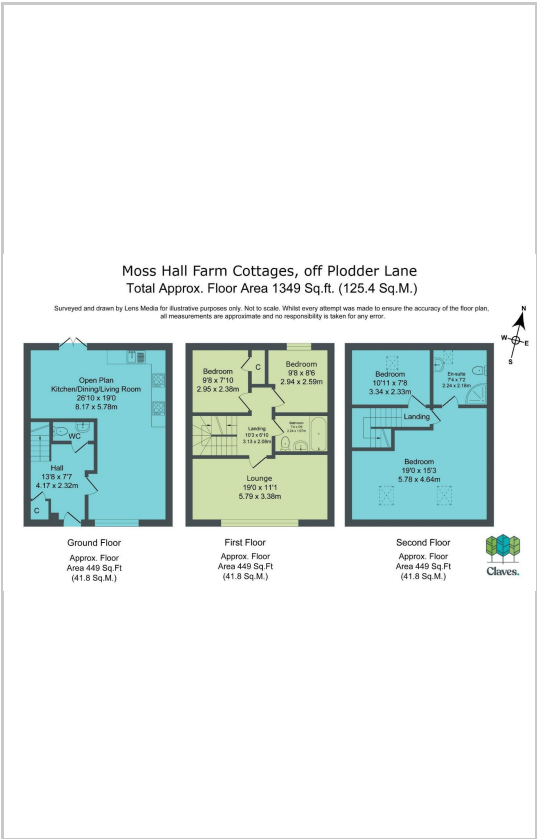 Moss Hall Farm Cottages, off Plodder Lane
Total Approx. Floor Area 1349 Sq.ft. (125.4 Sq.M.)
Surveyed and drawn by Lens Media for illustrative purposes only. Not to scale. Whilst every attempt was made to ensure the accuracy of the floor plan,
all measurements are approximate and no responsibility is taken for any error.
N
W
E
S
Open Plan
Kitchen/Dining/Living Room
26'10 x 19'0
8.17 x 5.78m
WC
Hall
13'8 x 7'7
4.17 x 2.32m
C
Ground Floor
Approx. Floor
Area 449 Sq.Ft
(41.8 Sq.M.)
Bedroom
9'8 x 7'10
2.95 x 2.38m
C
Bedroom
9'8 x 8'6
2.94 x 2.59m
Landing
10'3 x 6'10
3.13 x 2.08m
Bathroom
Lounge
19'0 x 11'1
5.79 x 3.38m
First Floor
Approx. Floor
Area 449 Sq.Ft
(41.8 Sq.M.)
Bedroom
10'11 x 7'8
3.34 x 2.33m
En-suite
7'4 x 7'2
2.24 x 2.19m
Landing
Bedroom
19'0 x 15'3
5.78 x 4.64m
Second Floor
Approx. Floor
Area 449 Sq.Ft
(41.8 Sq.M.)
Claves.